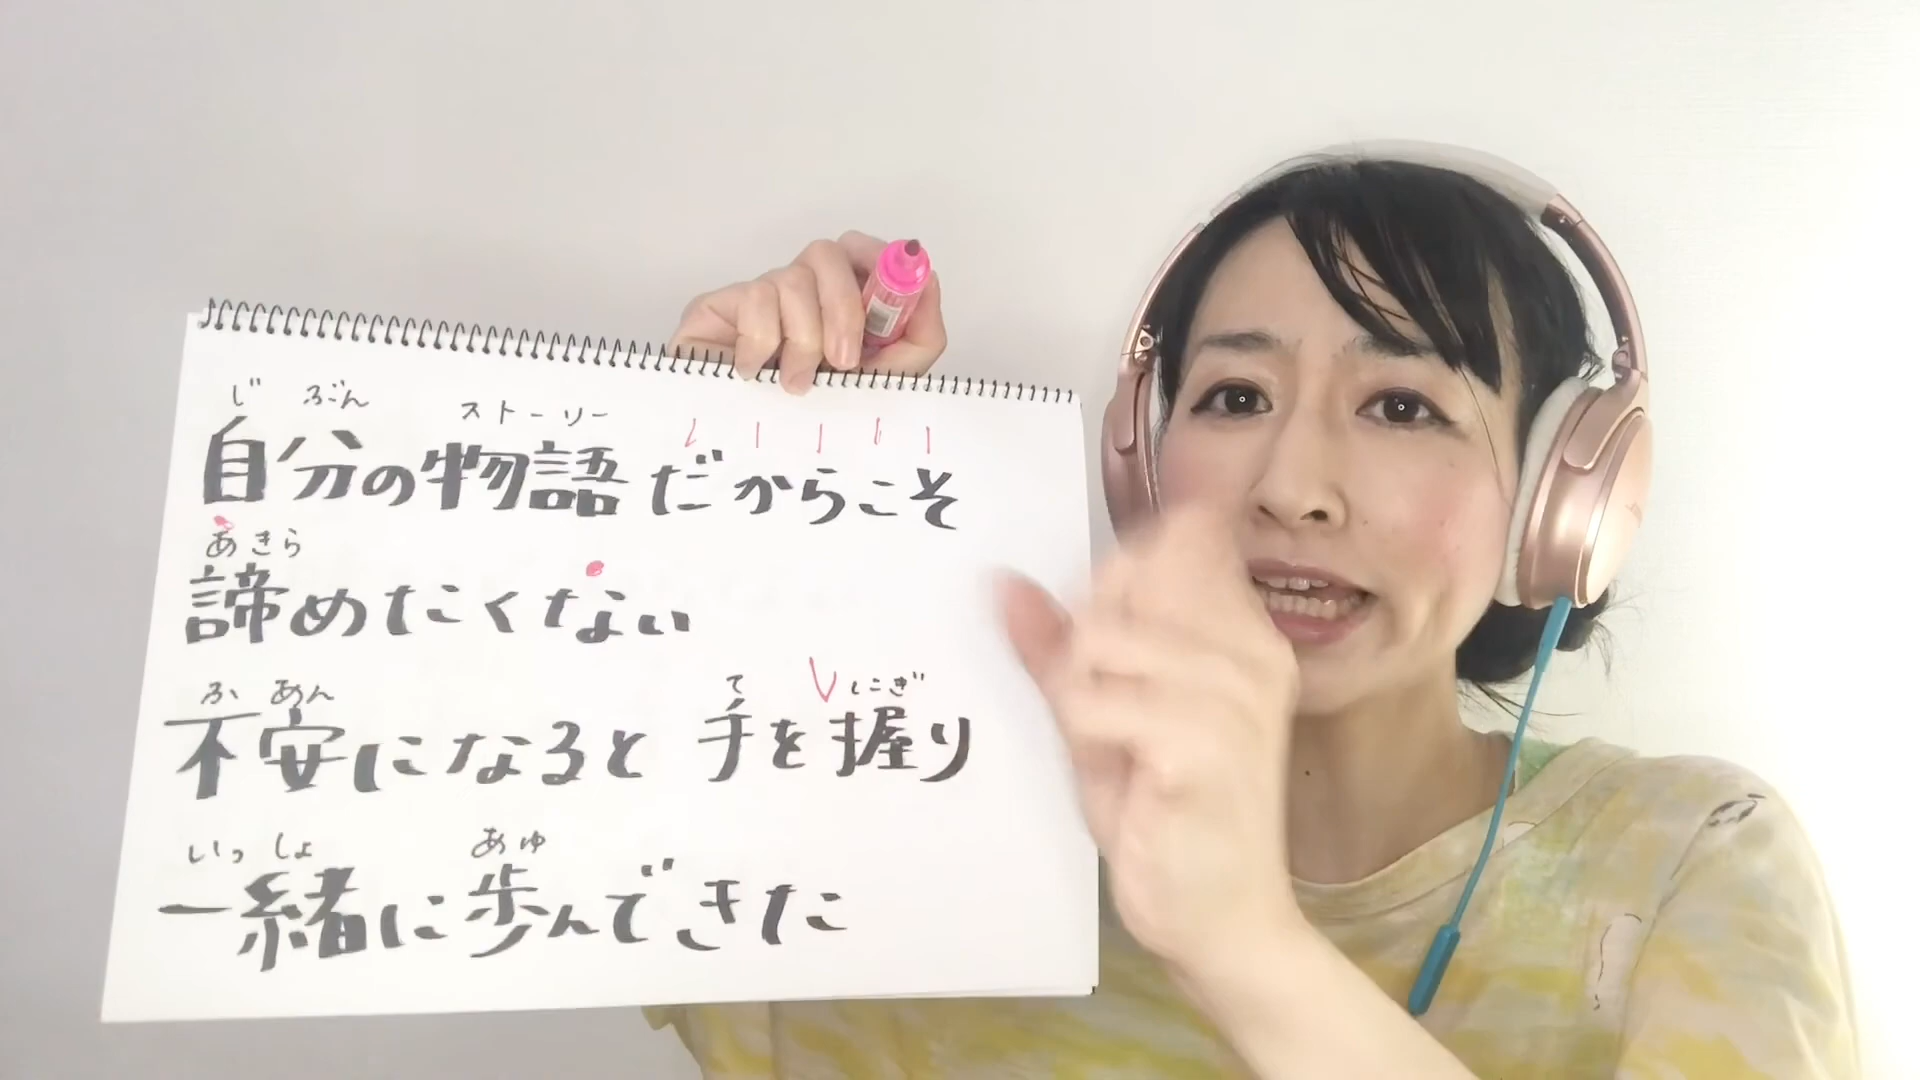 じ ぶん ストーリー
自分の物語だからこそ
あきら
諦めたくない
ふ あん て にぎ
不安になると 手を握り
いっ しょ あゆ
一緒に歩んできた